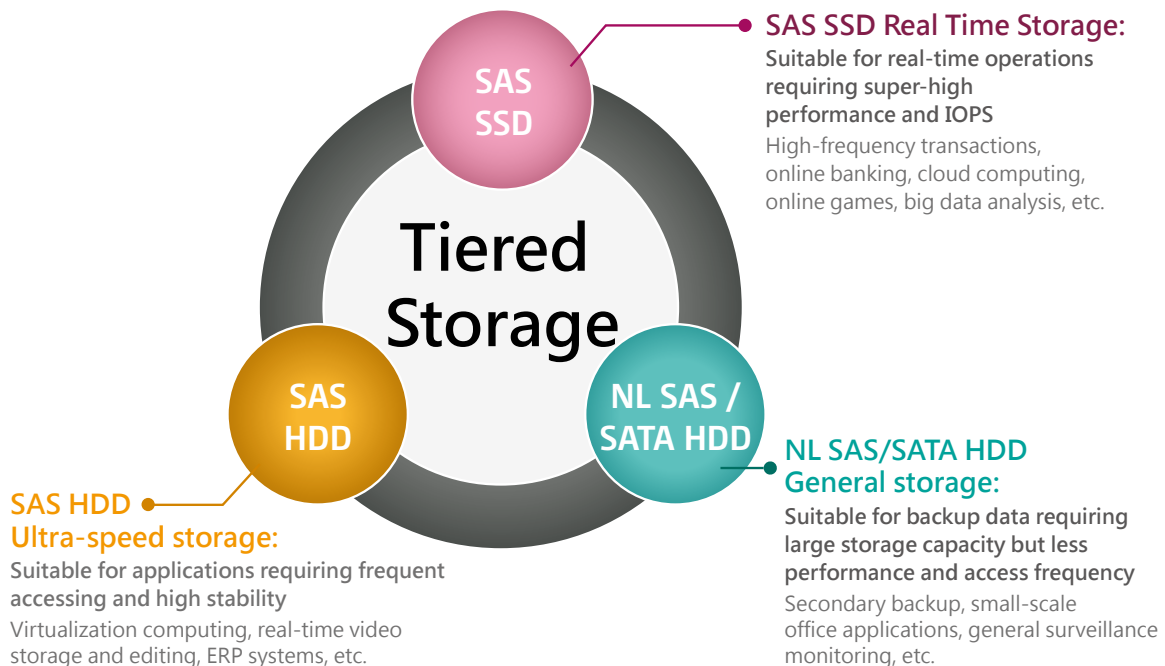 SAS SSD Real Time Storage:
Suitable for real-time operations
requiring super-high
performance and IOPS
High-frequency transactions,
online banking, cloud computing,
online games, big data analysis, etc.
SAS
SSD
Tiered
Storage
SAS
HDD
NL SAS /
SATA HDD
NL SAS/SATA HDD
General storage:
Suitable for backup data requiring
large storage capacity but less
performance and access frequency
Secondary backup, small-scale
office applications, general surveillance
monitoring, etc.
SAS HDD
Ultra-speed storage:
Suitable for applications requiring frequent
accessing and high stability
Virtualization computing, real-time video
storage and editing, ERP systems, etc.